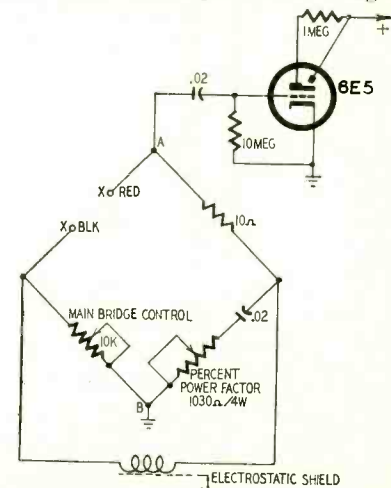 1MEG
+
6E5
.02
10MEG
A
X RED
10Ω
X BLK
MAIN BRIDGE CONTROL
10K
.02
PERCENT
POWER FACTOR
1030Ω/4W
B
ELECTROSTATIC SHIELD